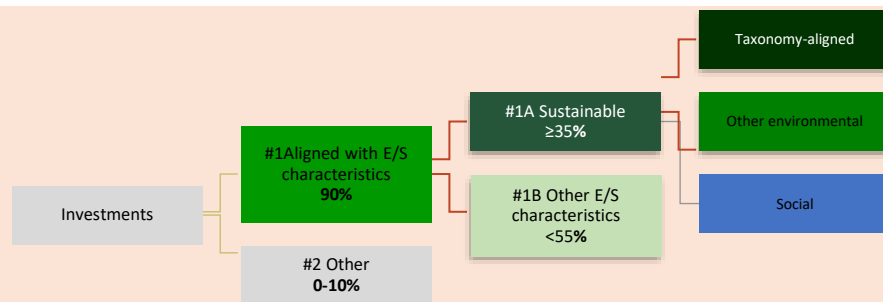 Taxonomy-aligned
#1A Sustainable
≥35%
Other environmental
#1Aligned with E/S
characteristics
90%
#1B Other E/S
characteristics
<55%
Social
Investments
#2 Other
0-10%